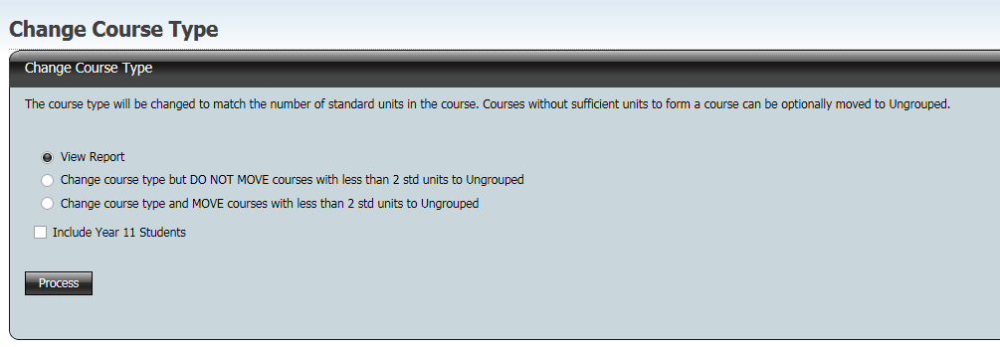 Change Course Type
Change Course Type
The course type will be changed to match the number of standard units in the course. Courses without sufficient units to form a course can be optionally moved to Ungrouped.
View Report
Change course type but DO NOT MOVE courses with less than 2 std units to Ungrouped
Change course type and MOVE courses with less than 2 std units to Ungrouped
Include Year 11 Students
Process